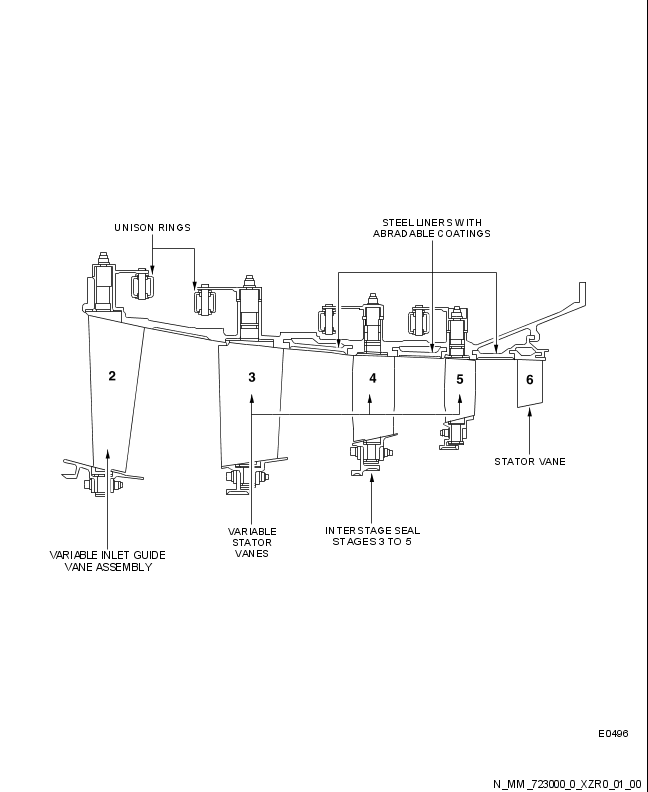 UNISON RINGS
STEEL LINERS WITH
ABRADABLE COATINGS
2
3
4
5
6
STATOR VANE
VARIABLE
STATOR
VANES
INTERSTAGE SEAL
STAGES 3 TO 5
VARIABLE INLET GUIDE
VANE ASSEMBLY
E0496
N_MM_723000_0_XZR0_01_00